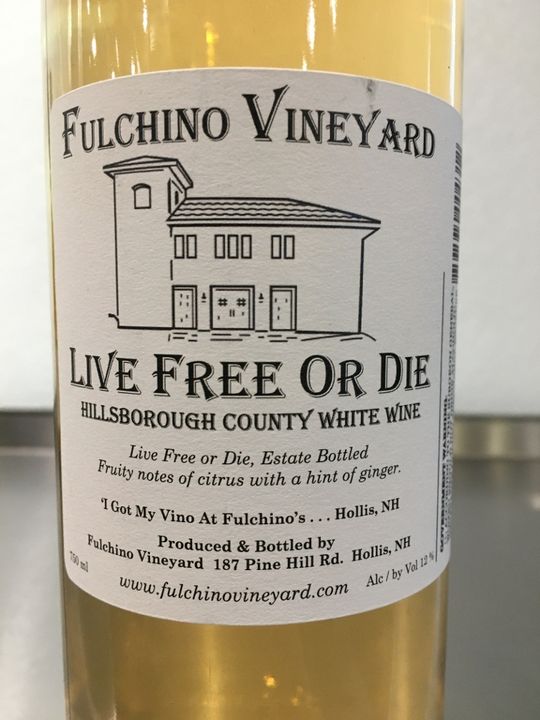 FULCHINO VINEYARD
LIVE FREE OR DIE
HILLSBOROUGH COUNTY WHITE WINE
Live Free or Die, Estate Bottled
Fruity notes of citrus with a hint of ginger.
'I Got My Vino At Fulchino's . . . Hollis, NH
Produced & Bottled by
Fulchino Vineyard 187 Pine Hill Rd. Hollis, NH
750 ml
www.fulchinovineyard.com
Alc / by Vol 12 %
GOVERNMENT WARNING: